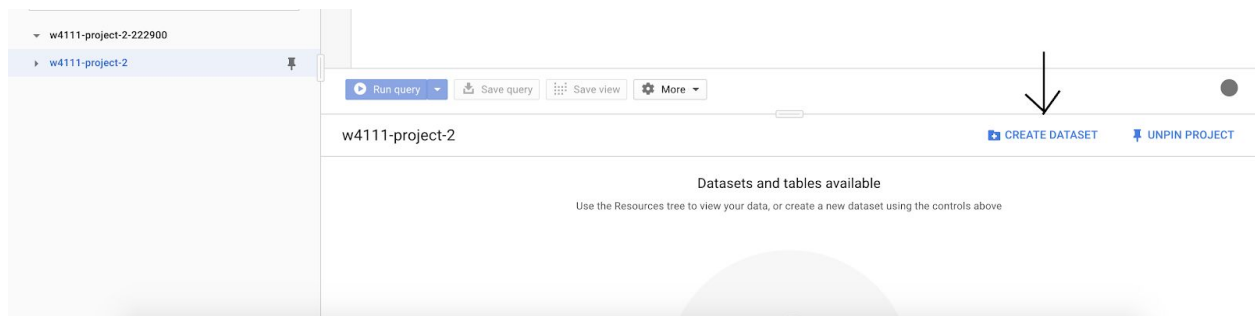 w4111-project-2-222900
w4111-project-2
Run query
Save query
Save view
More
w4111-project-2
CREATE DATASET
UNPIN PROJECT
Datasets and tables available
Use the Resources tree to view your data, or create a new dataset using the controls above